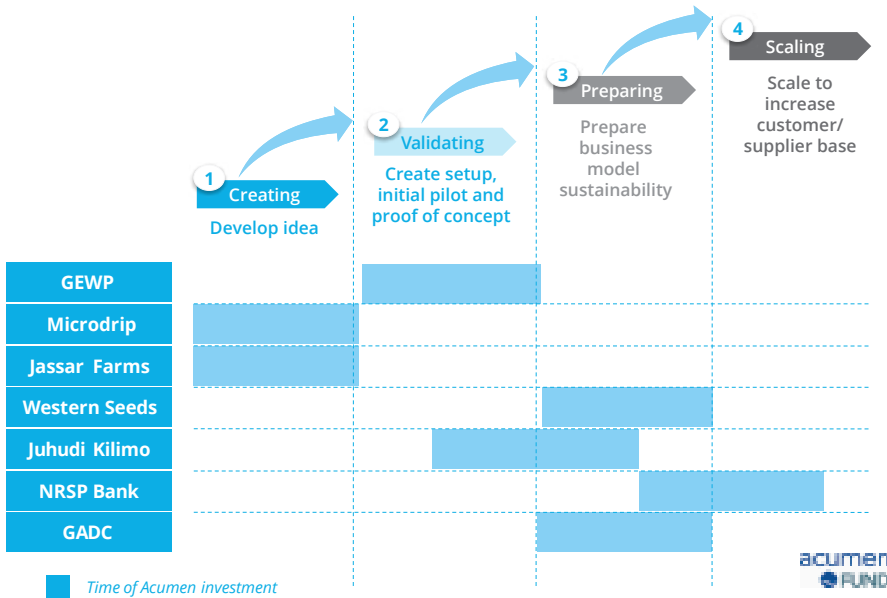 1
Creating
Develop idea
2
Validating
Create setup,
initial pilot and
proof of concept
3
Preparing
Prepare
business
model
sustainability
4
Scaling
Scale to
increase
customer/
supplier base
GEWP
Microdrip
Jassar Farms
Western Seeds
Juhudi Kilimo
NRSP Bank
GADC
Time of Acumen investment
acumen
FUND